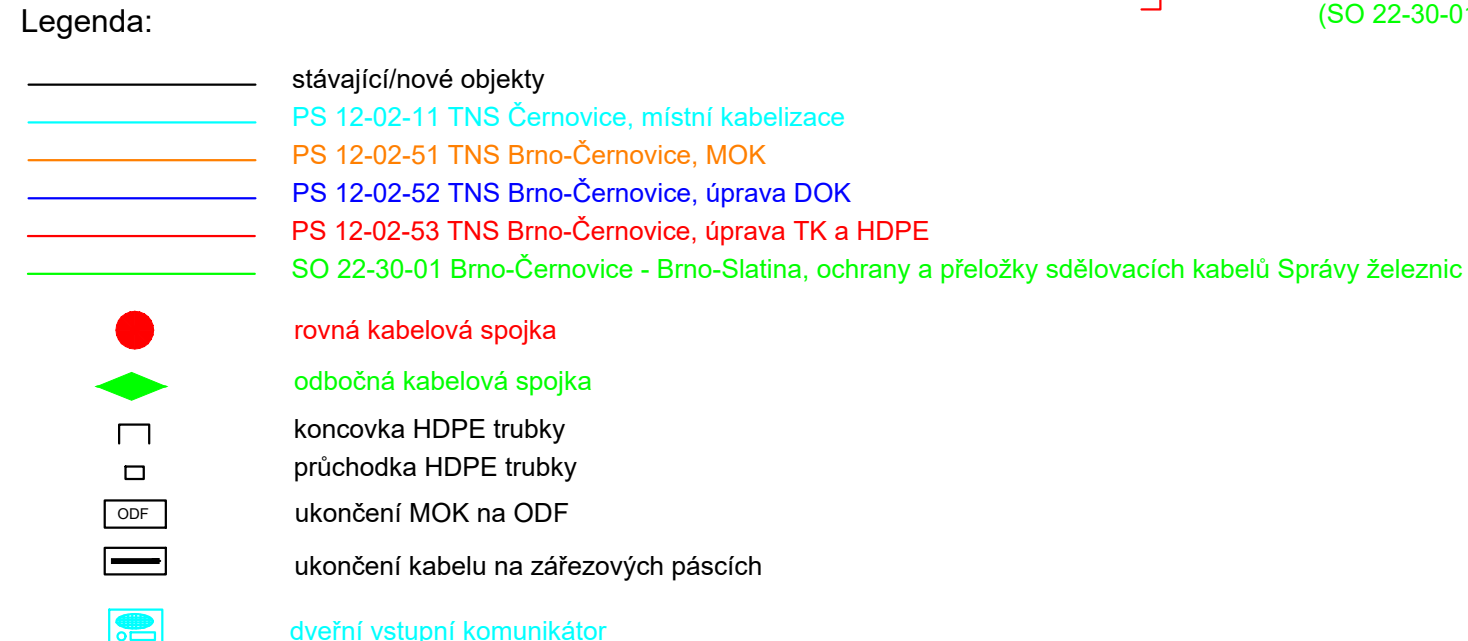 (SO 22-30-01
Legenda:
stávající/nové objekty
PS 12-02-11 TNS Černovice, místní kabelizace
PS 12-02-51 TNS Brno-Černovice, MOK
PS 12-02-52 TNS Brno-Černovice, úprava DOK
PS 12-02-53 TNS Brno-Černovice, úprava TK a HDPE
SO 22-30-01 Brno-Černovice - Brno-Slatina, ochrany a přeložky sdělovacích kabelů Správy železnic
rovná kabelová spojka
odbočná kabelová spojka
koncovka HDPE trubky
průchodka HDPE trubky
ODF ukončení MOK na ODF
ukončení kabelu na zářezových páscích
dveřní vstupní komunikátor